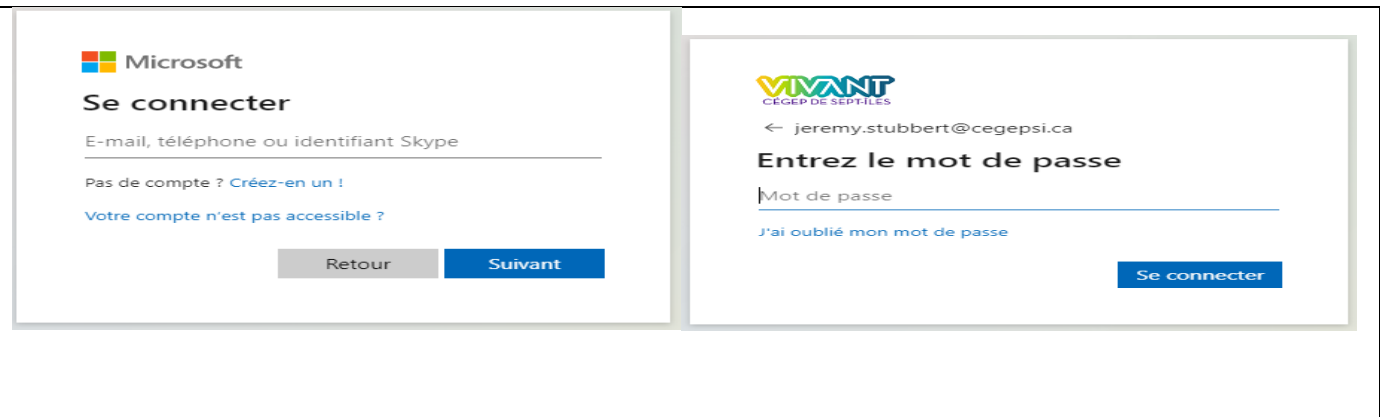 Microsoft
Se connecter
E-mail, téléphone ou identifiant Skype
Pas de compte ? Créez-en un !
Votre compte n'est pas accessible ?
Retour
Suivant
VIVANT
CÉGEP DE SEPT-ÎLES
← jeremy.stubbert@cegepsi.ca
Entrez le mot de passe
Mot de passe
J'ai oublié mon mot de passe
Se connecter